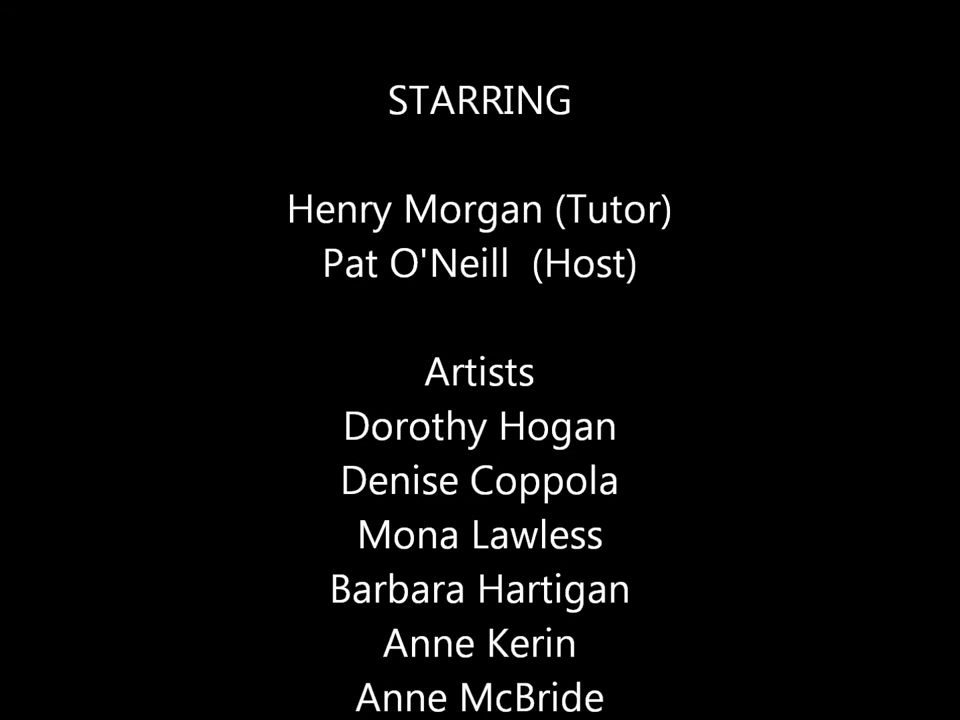 STARRING
Henry Morgan (Tutor)
Pat O'Neill  (Host)
Artists
Dorothy Hogan
Denise Coppola
Mona Lawless
Barbara Hartigan
Anne Kerin
Anne McBride